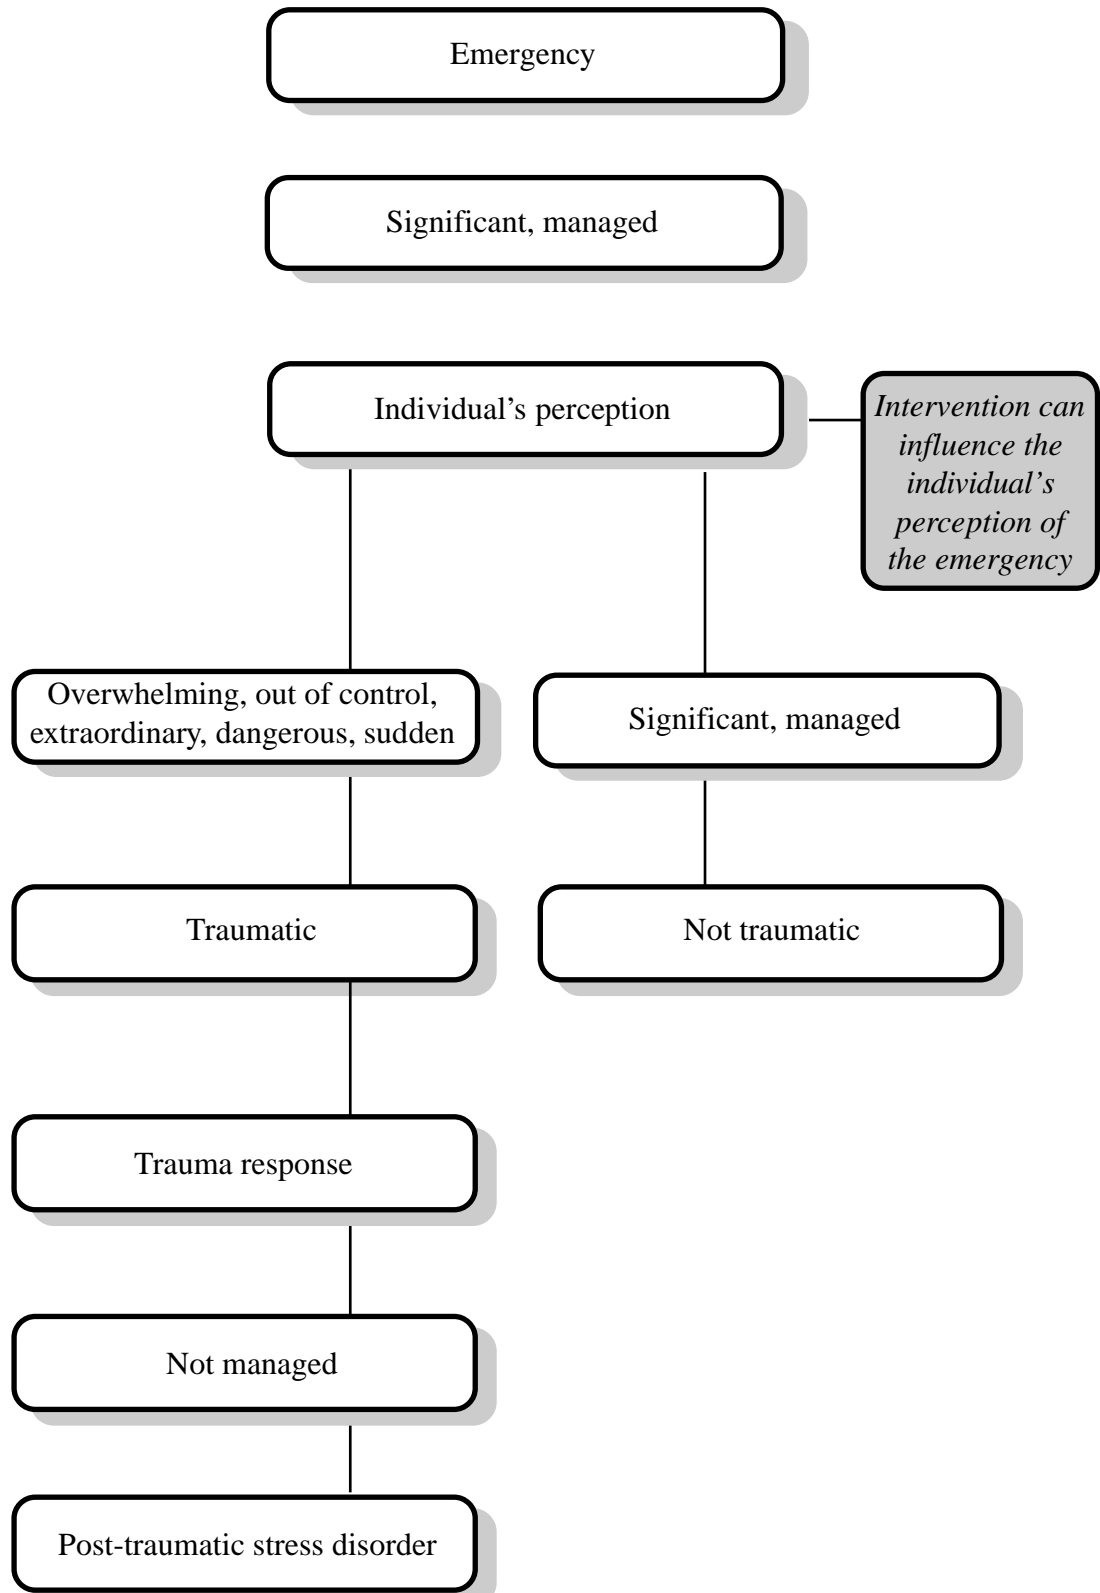 Emergency
Significant, managed
Individual’s perception
Intervention can
influence the
individual’s
perception of
the emergency
Overwhelming, out of control,
extraordinary, dangerous, sudden
Significant, managed
Traumatic
Not traumatic
Trauma response
Not managed
Post-traumatic stress disorder